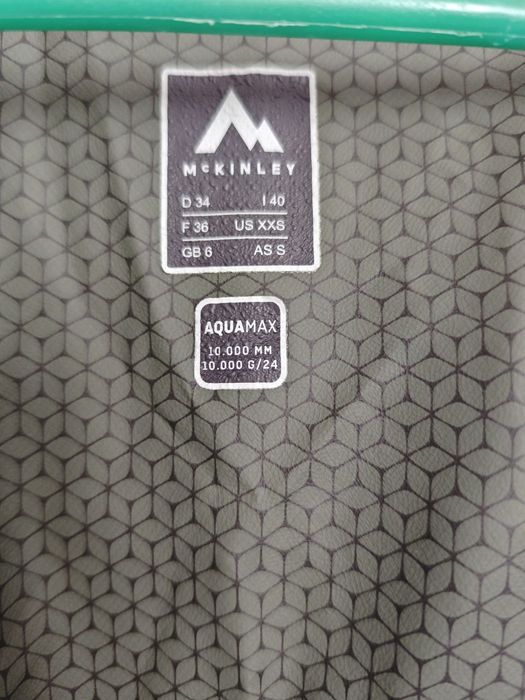 McKINLEY
D 34 I 40
F 36 US XXS
GB 6 AS S
AQUAMAX
10.000 MM
10.000 G/24